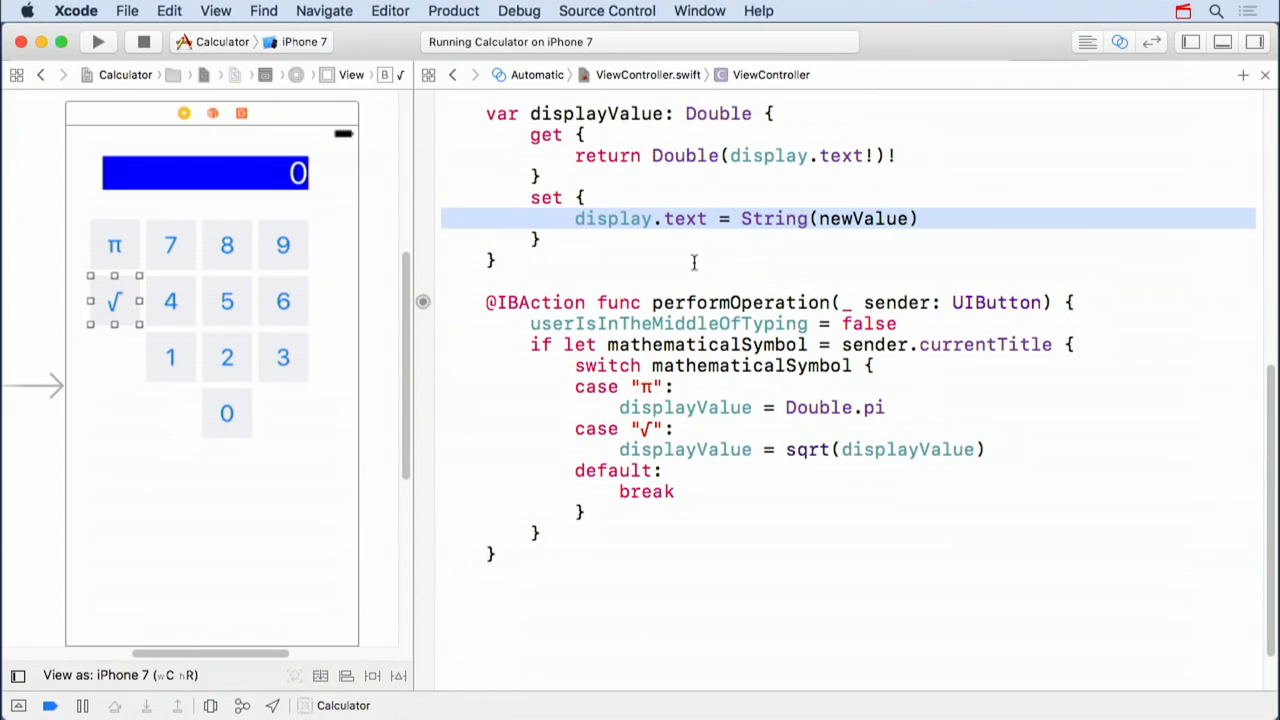 Xcode File Edit View Find Navigate Editor Product Debug Source Control Window Help
Calculator iPhone 7 Running Calculator on iPhone 7
Calculator View B √ Automatic ViewController.swift C ViewController
var displayValue: Double {
get {
return Double(display.text!)!
}
set {
display.text = String(newValue)
}
}
@IBAction func performOperation(_ sender: UIButton) {
userIsInTheMiddleOfTyping = false
if let mathematicalSymbol = sender.currentTitle {
switch mathematicalSymbol {
case "π":
displayValue = Double.pi
case "√":
displayValue = sqrt(displayValue)
default:
break
}
}
}
0
π 7 8 9
√ 4 5 6
1 2 3
0
View as: iPhone 7 (wC hR)
Calculator